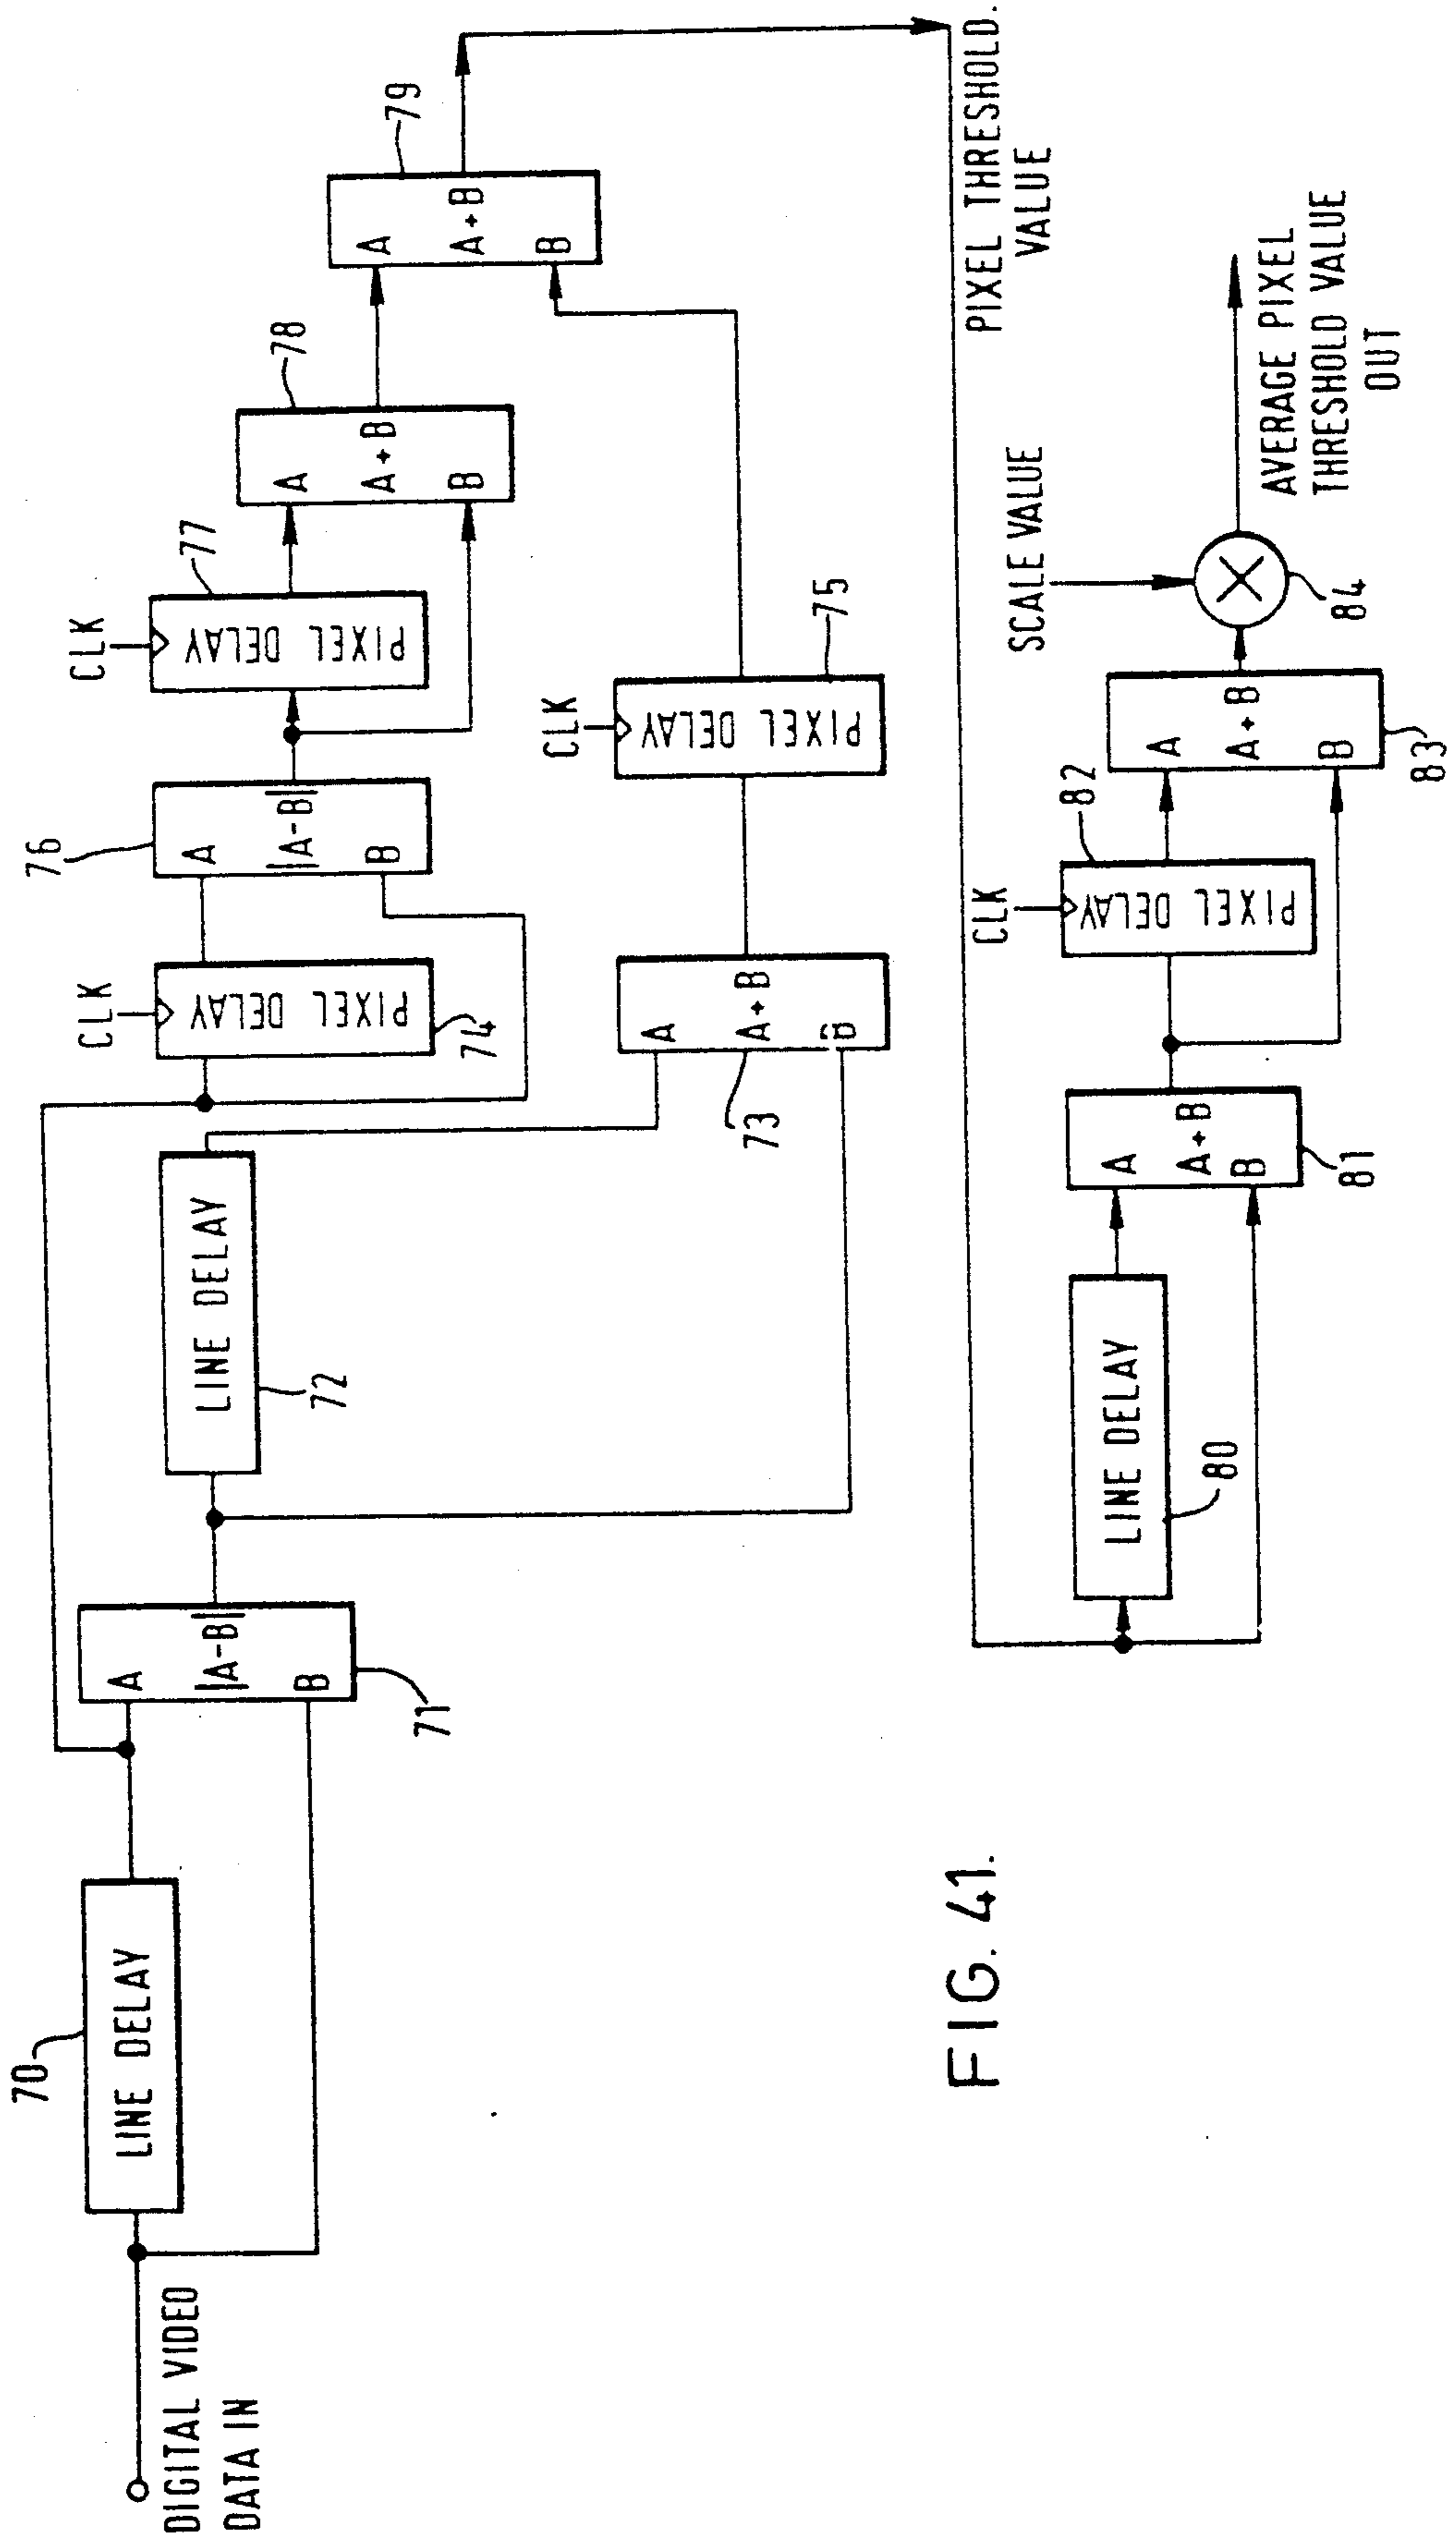 DIGITAL VIDEO
DATA IN
70
LINE DELAY
A
|A-B|
B
71
LINE DELAY
72
CLK
PIXEL DELAY
74
A
A+B
B
73
76
A
|A-B|
B
CLK
PIXEL DELAY
77
CLK
PIXEL DELAY
75
A
A+B
B
78
A
A+B
B
79
PIXEL THRESHOLD.
VALUE
LINE DELAY
80
A
A+B
B
81
CLK
PIXEL DELAY
82
A
A+B
B
83
SCALE VALUE
84
AVERAGE PIXEL
THRESHOLD VALUE
OUT
FIG. 41.